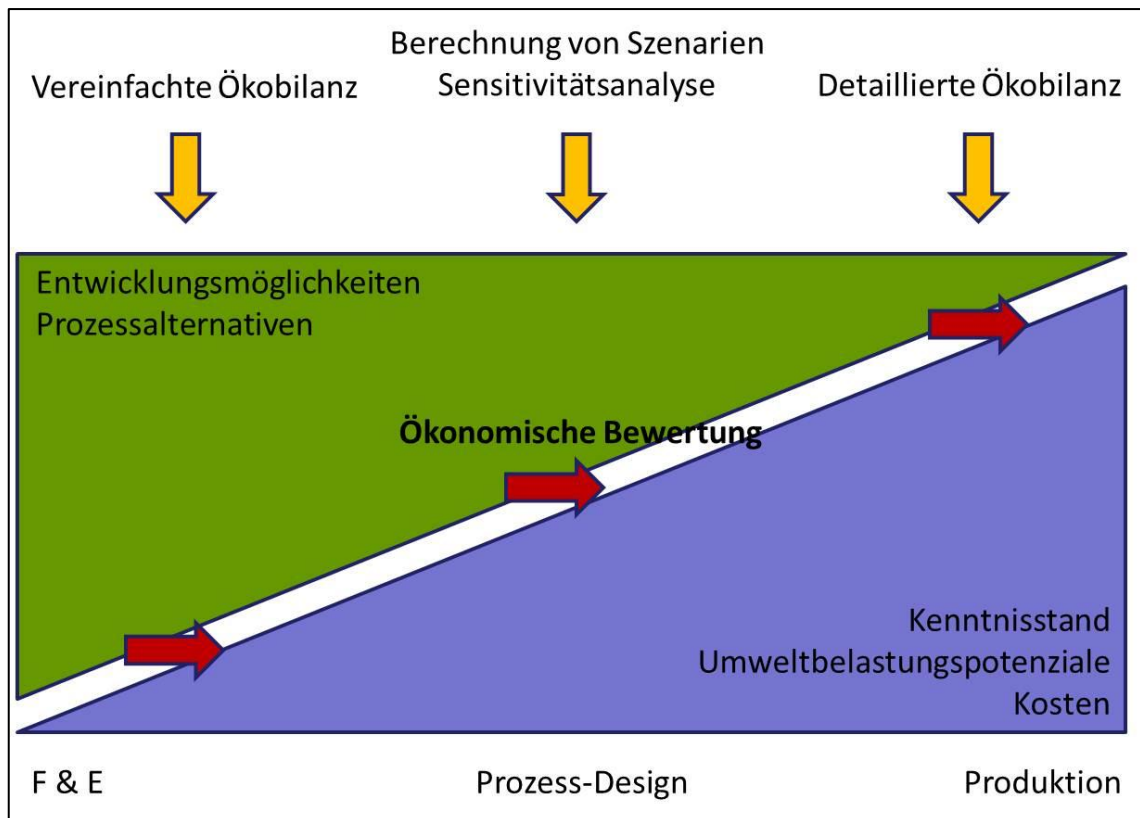 Vereinfachte Ökobilanz
Berechnung von Szenarien
Sensitivitätsanalyse
Detaillierte Ökobilanz
Entwicklungsmöglichkeiten
Prozessalternativen
Ökonomische Bewertung
Kenntnisstand
Umweltbelastungspotenziale
Kosten
F & E
Prozess-Design
Produktion